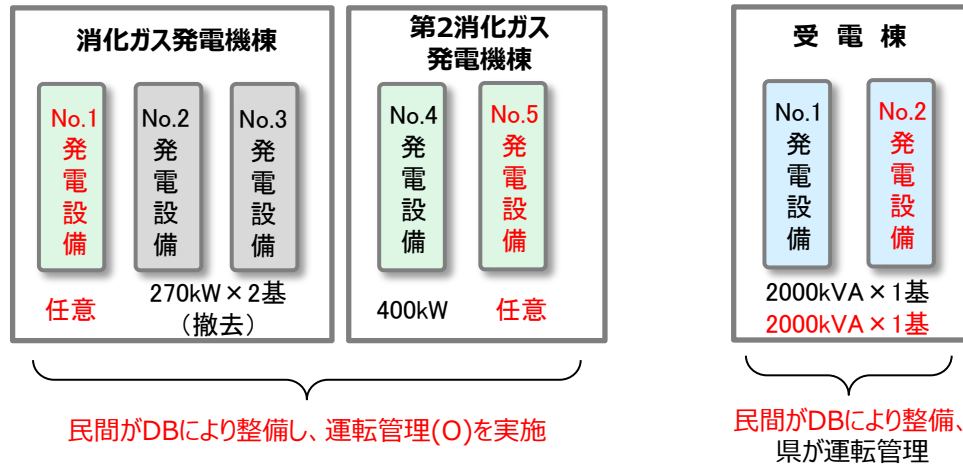 消化ガス発電機棟
No.1
発
電
設
備
No.2
発
電
設
備
No.3
発
電
設
備
任意
270kW×2基
(撤去)
第2消化ガス
発電機棟
No.4
発
電
設
備
No.5
発
電
設
備
400kW
任意
民間がDBにより整備し、運転管理(O)を実施
受 電 棟
No.1
発
電
設
備
No.2
発
電
設
備
2000kVA×1基
2000kVA×1基
民間がDBにより整備、
県が運転管理